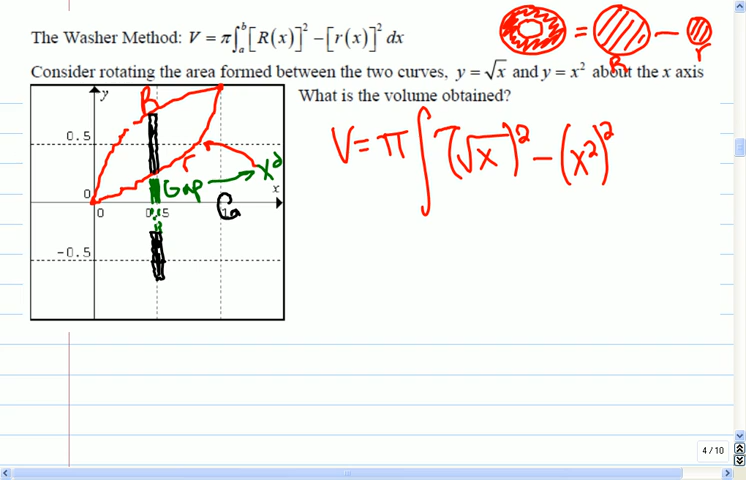 The Washer Method: V = π∫ₐᵇ [R(x)]² − [r(x)]² dx
= −
R r
Consider rotating the area formed between the two curves, y = √x and y = x² about the x axis
What is the volume obtained?
y
R
0.5
r
Gap → x²
x
0
0 0.5 1
-0.5
V = π ∫ (√x)² − (x²)²
4 / 10